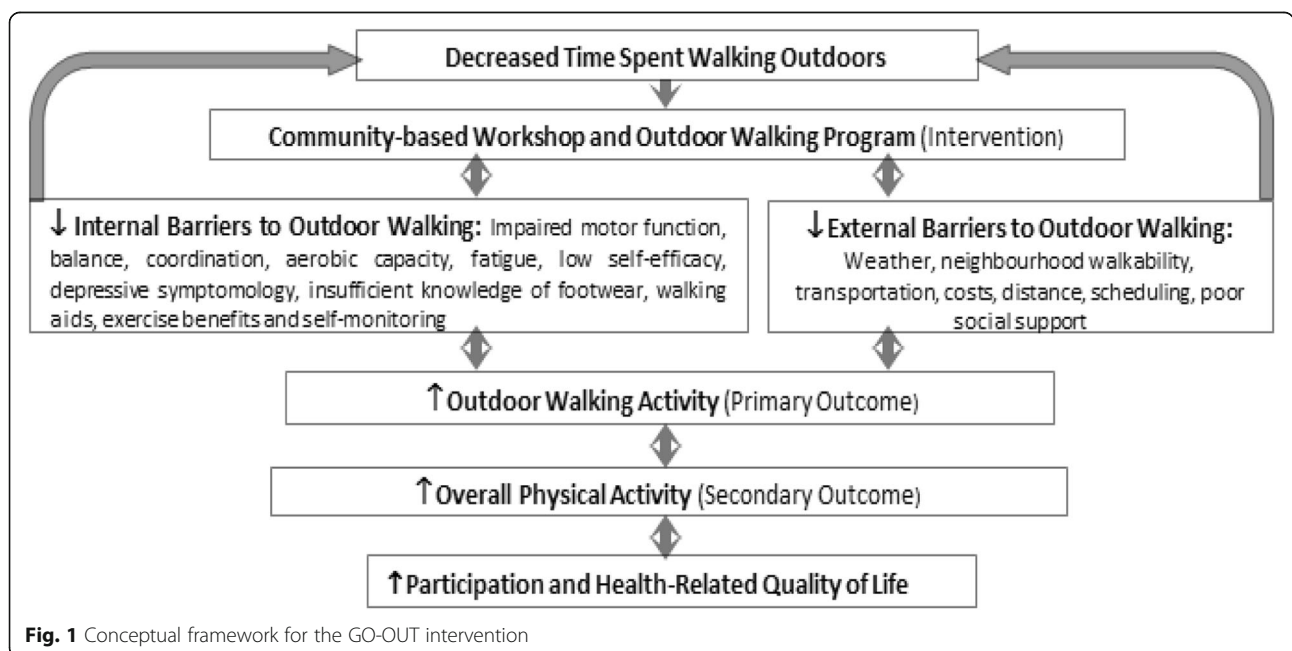 Decreased Time Spent Walking Outdoors
Community-based Workshop and Outdoor Walking Program (Intervention)
↓ Internal Barriers to Outdoor Walking: Impaired motor function,
balance, coordination, aerobic capacity, fatigue, low self-efficacy,
depressive symptomology, insufficient knowledge of footwear, walking
aids, exercise benefits and self-monitoring
↓External Barriers to Outdoor Walking:
Weather, neighbourhood walkability,
transportation, costs, distance, scheduling, poor
social support
↑Outdoor Walking Activity (Primary Outcome)
↑Overall Physical Activity (Secondary Outcome)
↑Participation and Health-Related Quality of Life
Fig. 1 Conceptual framework for the GO-OUT intervention